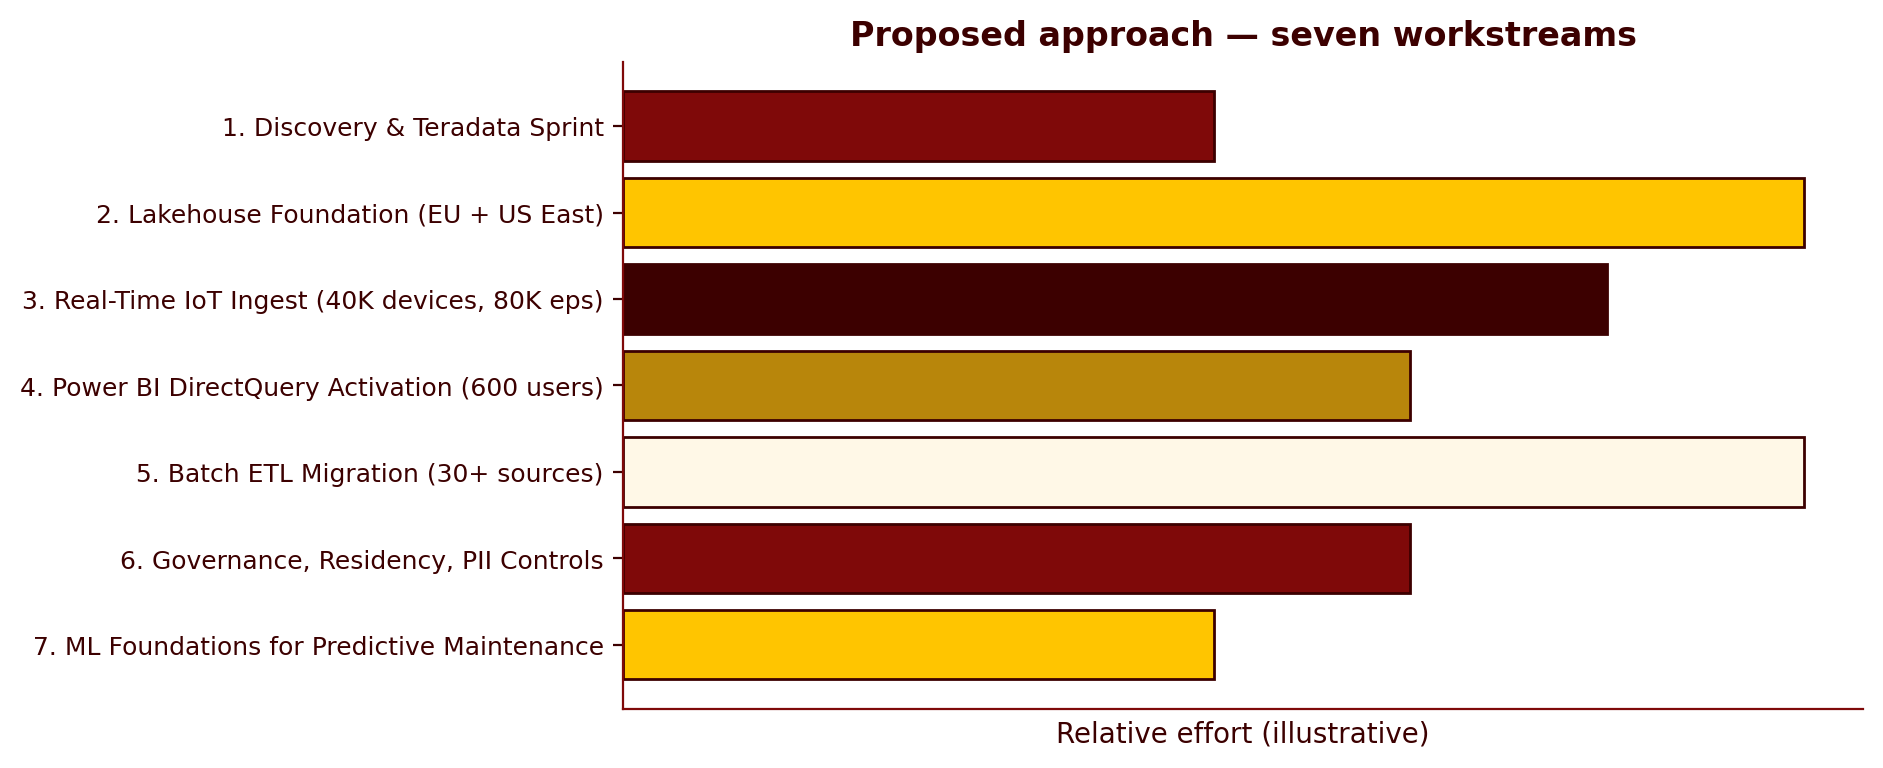 Proposed approach — seven workstreams
1. Discovery & Teradata Sprint
2. Lakehouse Foundation (EU + US East)
3. Real-Time IoT Ingest (40K devices, 80K eps)
4. Power BI DirectQuery Activation (600 users)
5. Batch ETL Migration (30+ sources)
6. Governance, Residency, PII Controls
7. ML Foundations for Predictive Maintenance
Relative effort (illustrative)